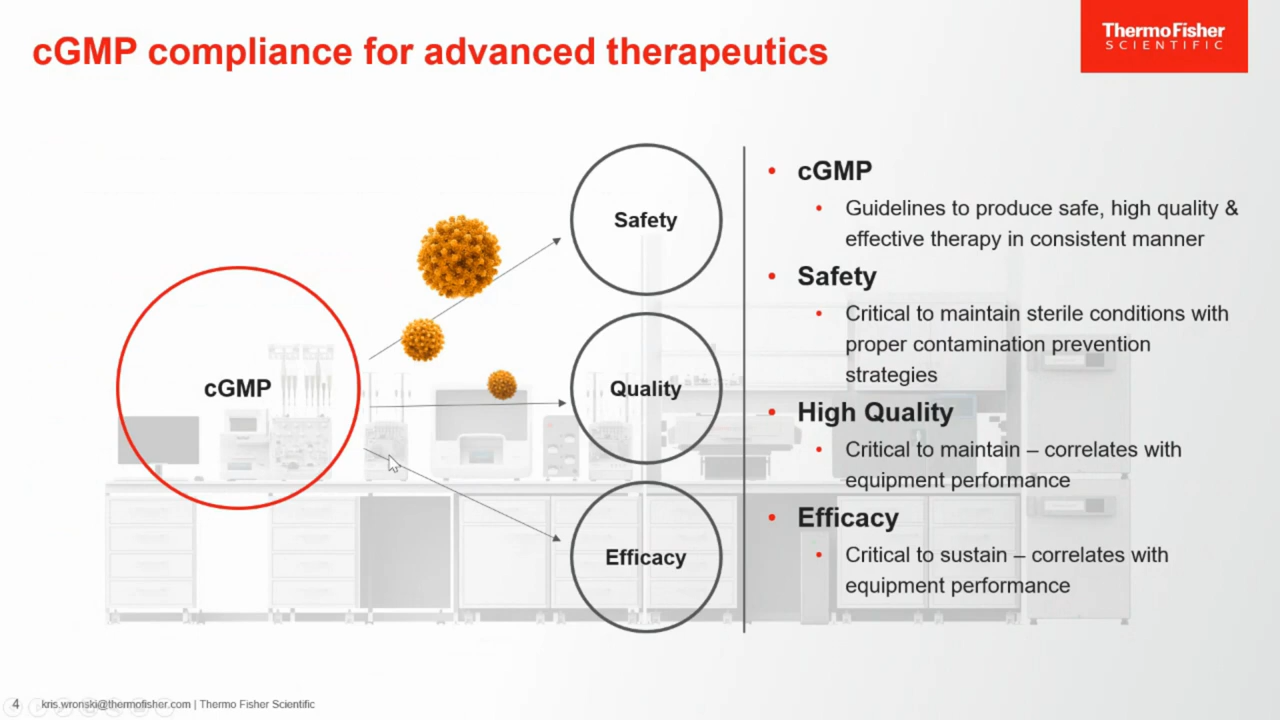 cGMP compliance for advanced therapeutics
ThermoFisher
SCIENTIFIC
cGMP
Safety
Quality
Efficacy
• cGMP
• Guidelines to produce safe, high quality &
effective therapy in consistent manner
• Safety
• Critical to maintain sterile conditions with
proper contamination prevention
strategies
• High Quality
• Critical to maintain – correlates with
equipment performance
• Efficacy
• Critical to sustain – correlates with
equipment performance
4 kris.wronski@thermofisher.com | Thermo Fisher Scientific